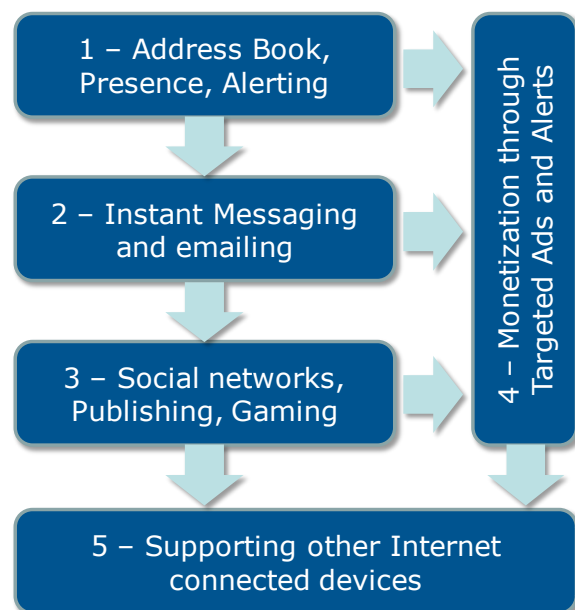 1 – Address Book,
Presence, Alerting
2 – Instant Messaging
and emailing
3 – Social networks,
Publishing, Gaming
4 – Monetization through
Targeted Ads and Alerts
5 – Supporting other Internet
connected devices